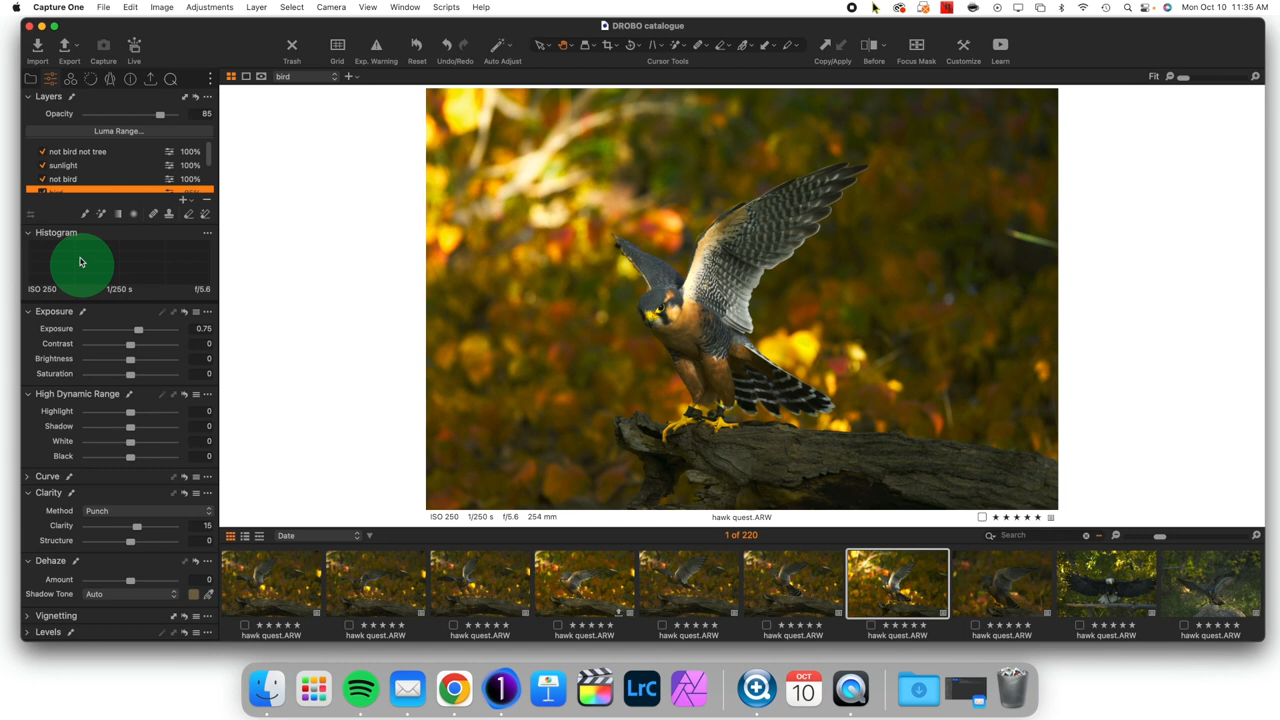 Capture One File Edit Image Adjustments Layer Select Camera View Window Scripts Help Mon Oct 10 11:35 AM
DROBO catalogue
Import Export Capture Live Trash Grid Exp. Warning Reset Undo/Redo Auto Adjust Cursor Tools Copy/Apply Before Focus Mask Customize Learn
bird Fit
Layers
Opacity 85
Luma Range...
not bird not tree 100%
sunlight 100%
not bird 100%
Histogram
ISO 250 1/250 s f/5.6
Exposure
Exposure 0.75
Contrast 0
Brightness 0
Saturation 0
High Dynamic Range
Highlight 0
Shadow 0
White 0
Black 0
Curve
Clarity
Method Punch
Clarity 15
Structure 0
Dehaze
Amount 0
Shadow Tone Auto
Vignetting
Levels
ISO 250 1/250 s f/5.6 254 mm hawk quest.ARW
Date 1 of 220 Search
hawk quest.ARW hawk quest.ARW hawk quest.ARW hawk quest.ARW hawk quest.ARW hawk quest.ARW hawk quest.ARW hawk quest.ARW hawk quest.ARW hawk quest.ARW
1 LrC OCT
10